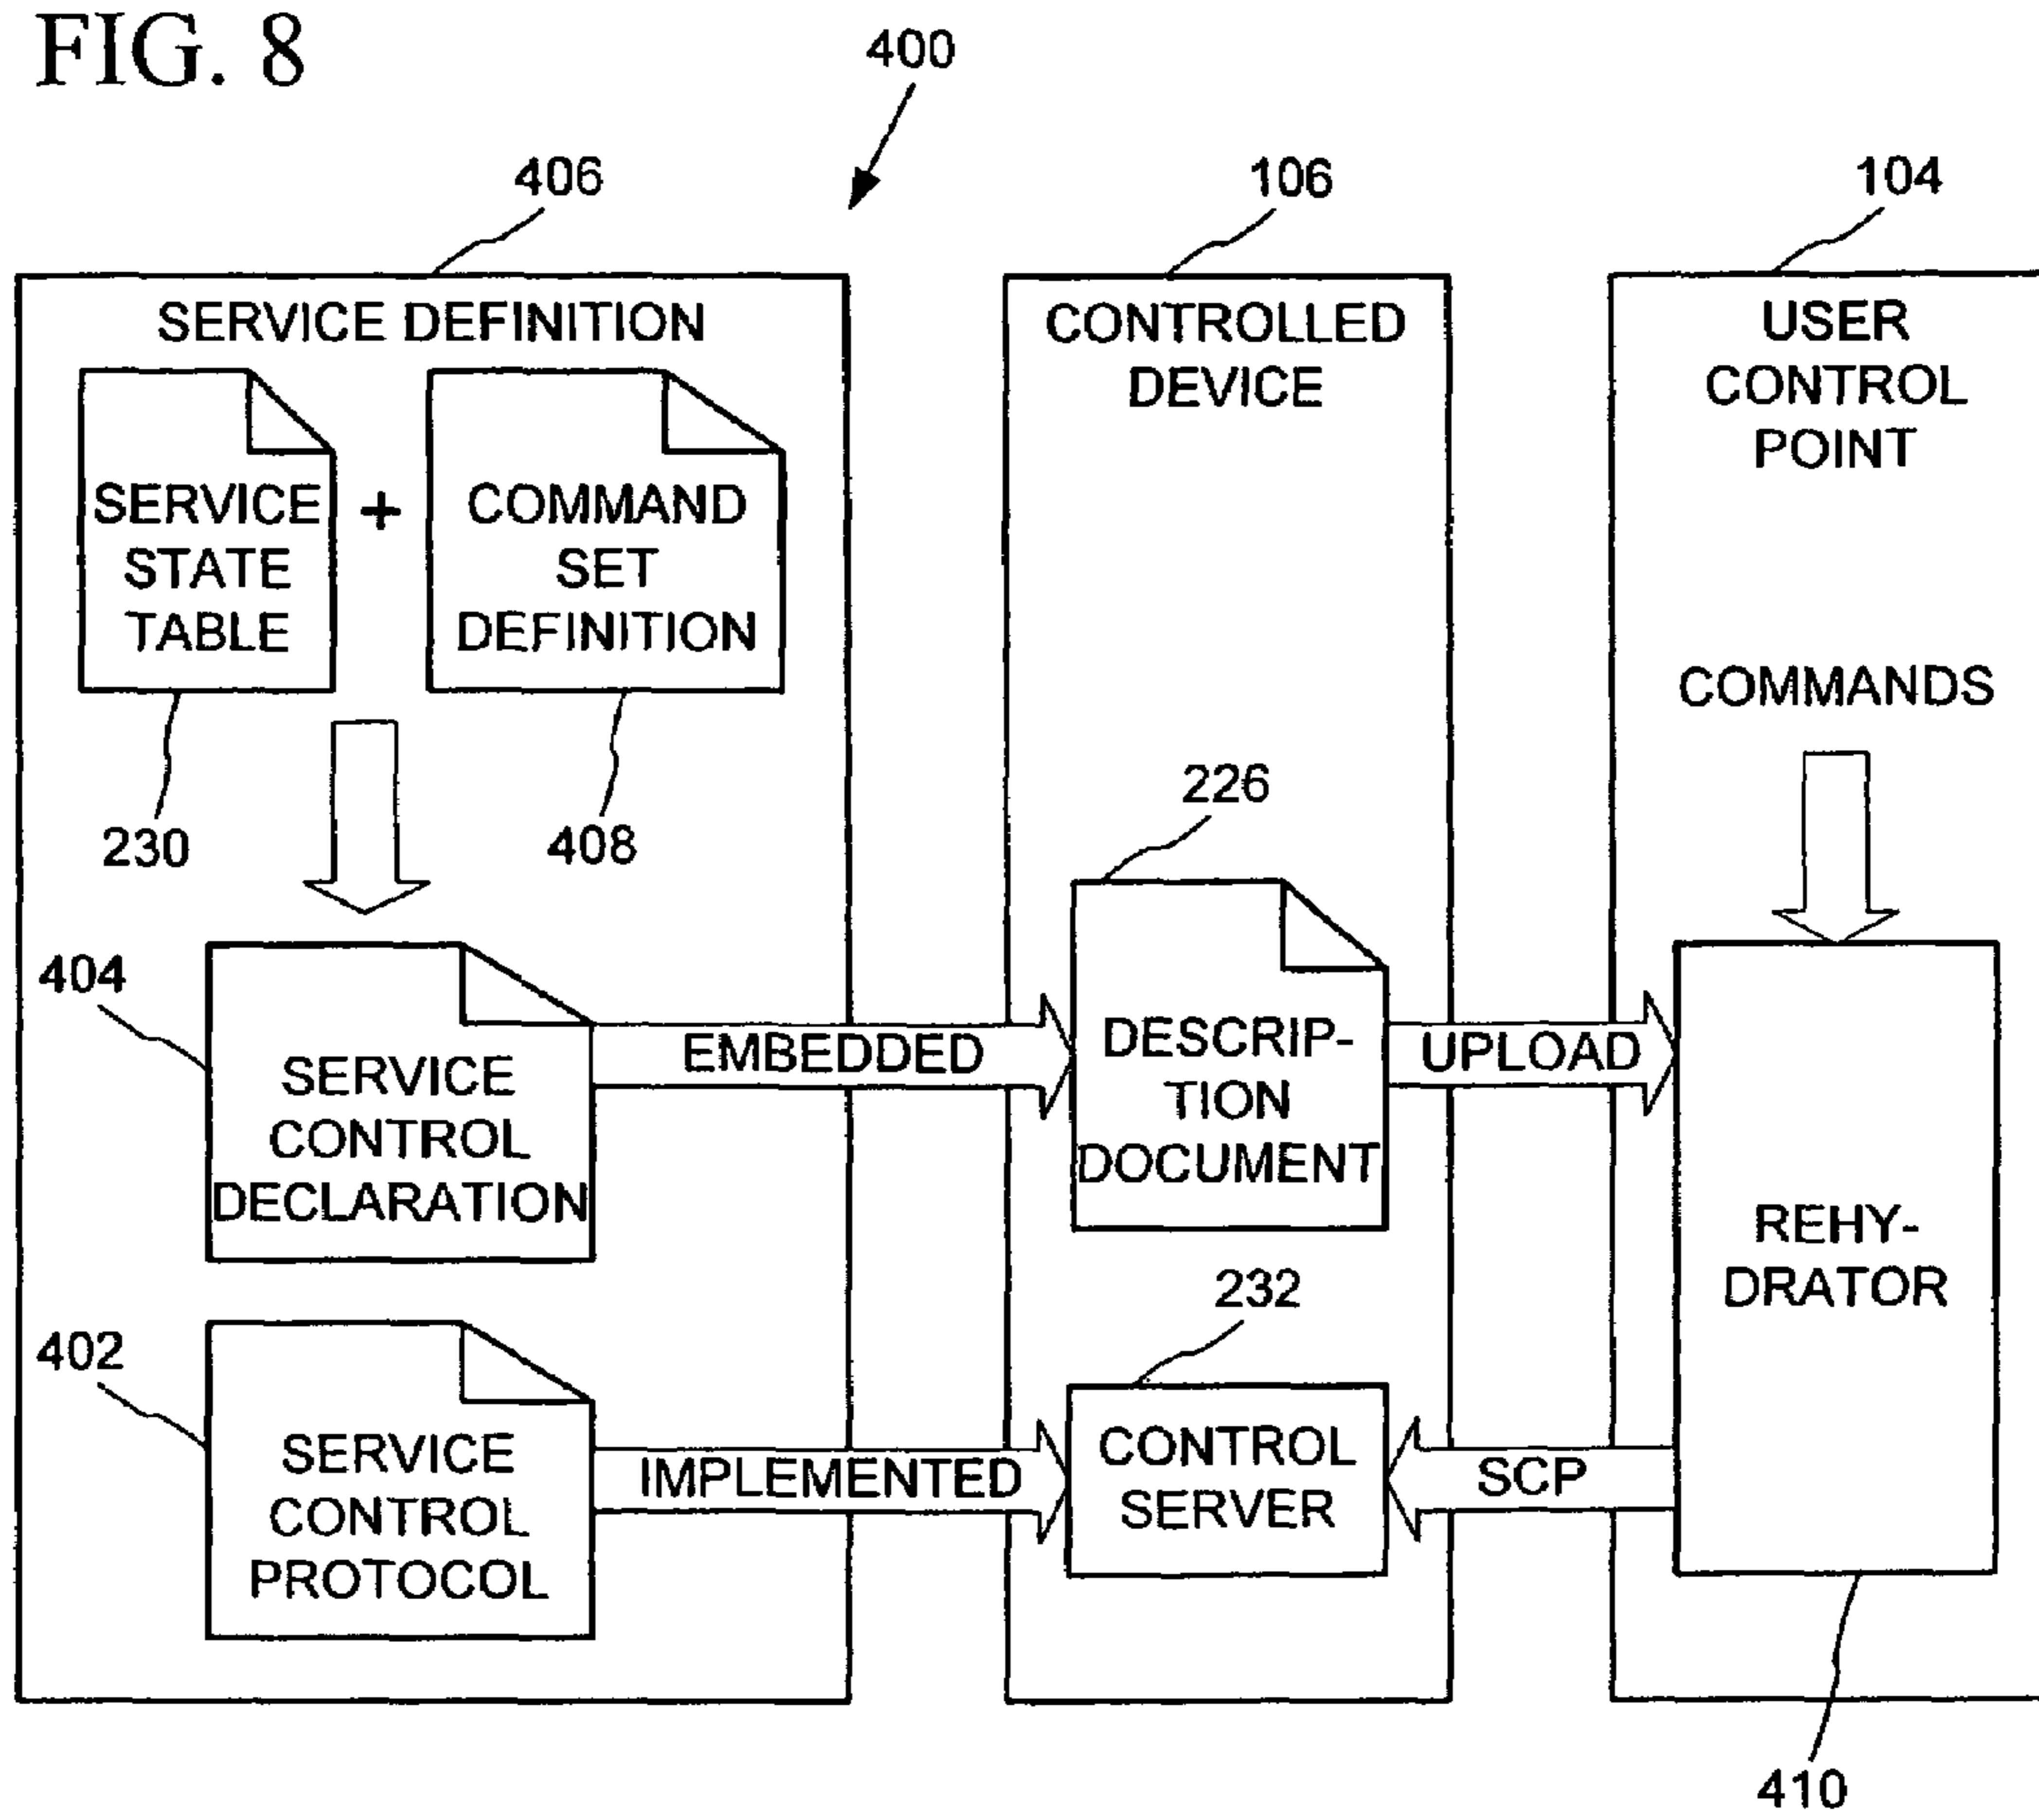 FIG. 8
400
406
106
104
SERVICE DEFINITION
SERVICE
STATE
TABLE
+
COMMAND
SET
DEFINITION
230
408
404
SERVICE
CONTROL
DECLARATION
402
SERVICE
CONTROL
PROTOCOL
EMBEDDED
IMPLEMENTED
CONTROLLED
DEVICE
226
DESCRIP-
TION
DOCUMENT
232
CONTROL
SERVER
UPLOAD
SCP
USER
CONTROL
POINT
COMMANDS
REHY-
DRATOR
410